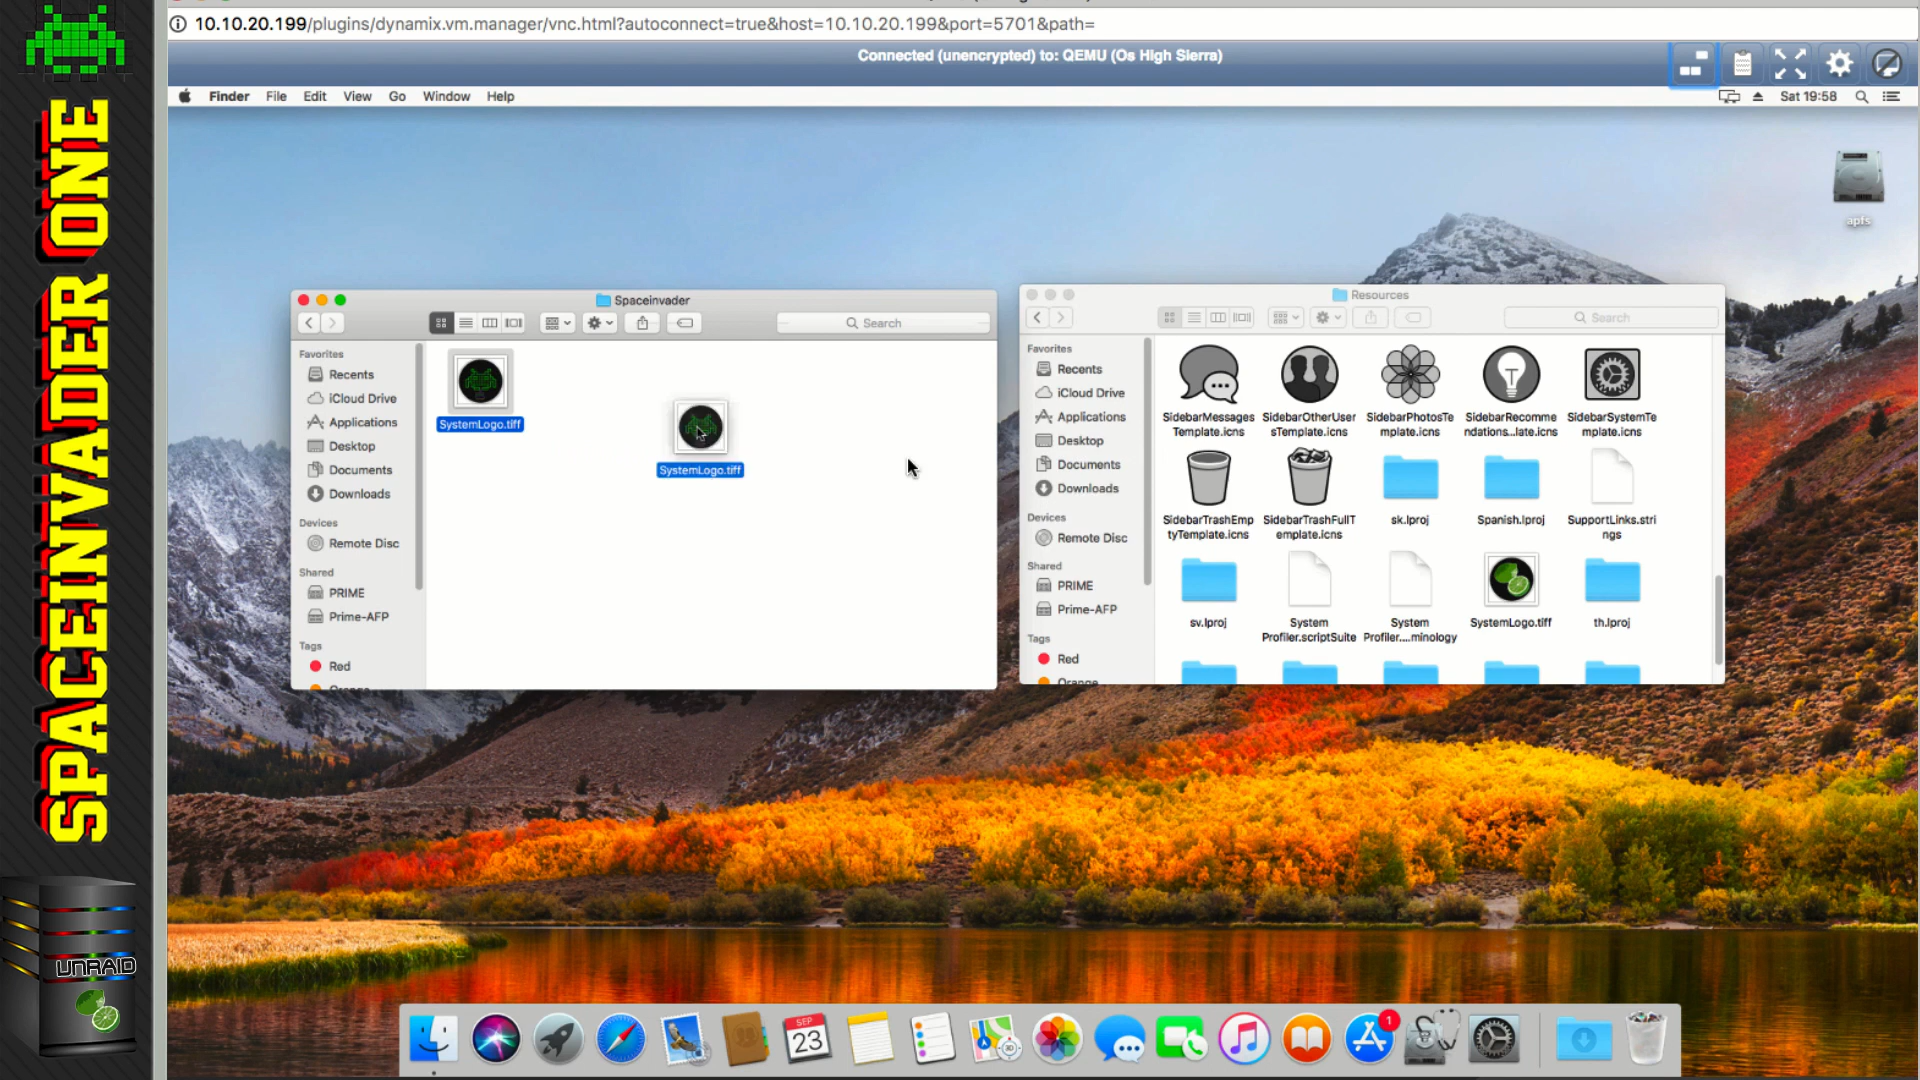 10.10.20.199/plugins/dynamix.vm.manager/vnc.html?autoconnect=true&host=10.10.20.199&port=5701&path=
Connected (unencrypted) to: QEMU (Os High Sierra)
Finder File Edit View Go Window Help
Sat 19:58
SPACEINVADER ONE
UNRAID
apfs
Spaceinvader
Search
Favorites
Recents
iCloud Drive
Applications
Desktop
Documents
Downloads
Devices
Remote Disc
Shared
PRIME
Prime-AFP
Tags
Red
Orange
SystemLogo.tiff
SystemLogo.tiff
Resources
Search
Favorites
Recents
iCloud Drive
Applications
Desktop
Documents
Downloads
Devices
Remote Disc
Shared
PRIME
Prime-AFP
Tags
Red
Orange
SidebarMessages
Template.icns
SidebarOtherUser
sTemplate.icns
SidebarPhotosTe
mplate.icns
SidebarRecomme
ndations...late.icns
SidebarSystemTe
mplate.icns
SidebarTrashEmp
tyTemplate.icns
SidebarTrashFullT
emplate.icns
sk.lproj
Spanish.lproj
SupportLinks.stri
ngs
sv.lproj
System
Profiler.scriptSuite
System
Profiler....minology
SystemLogo.tiff
th.lproj
SEP
23
3D
1